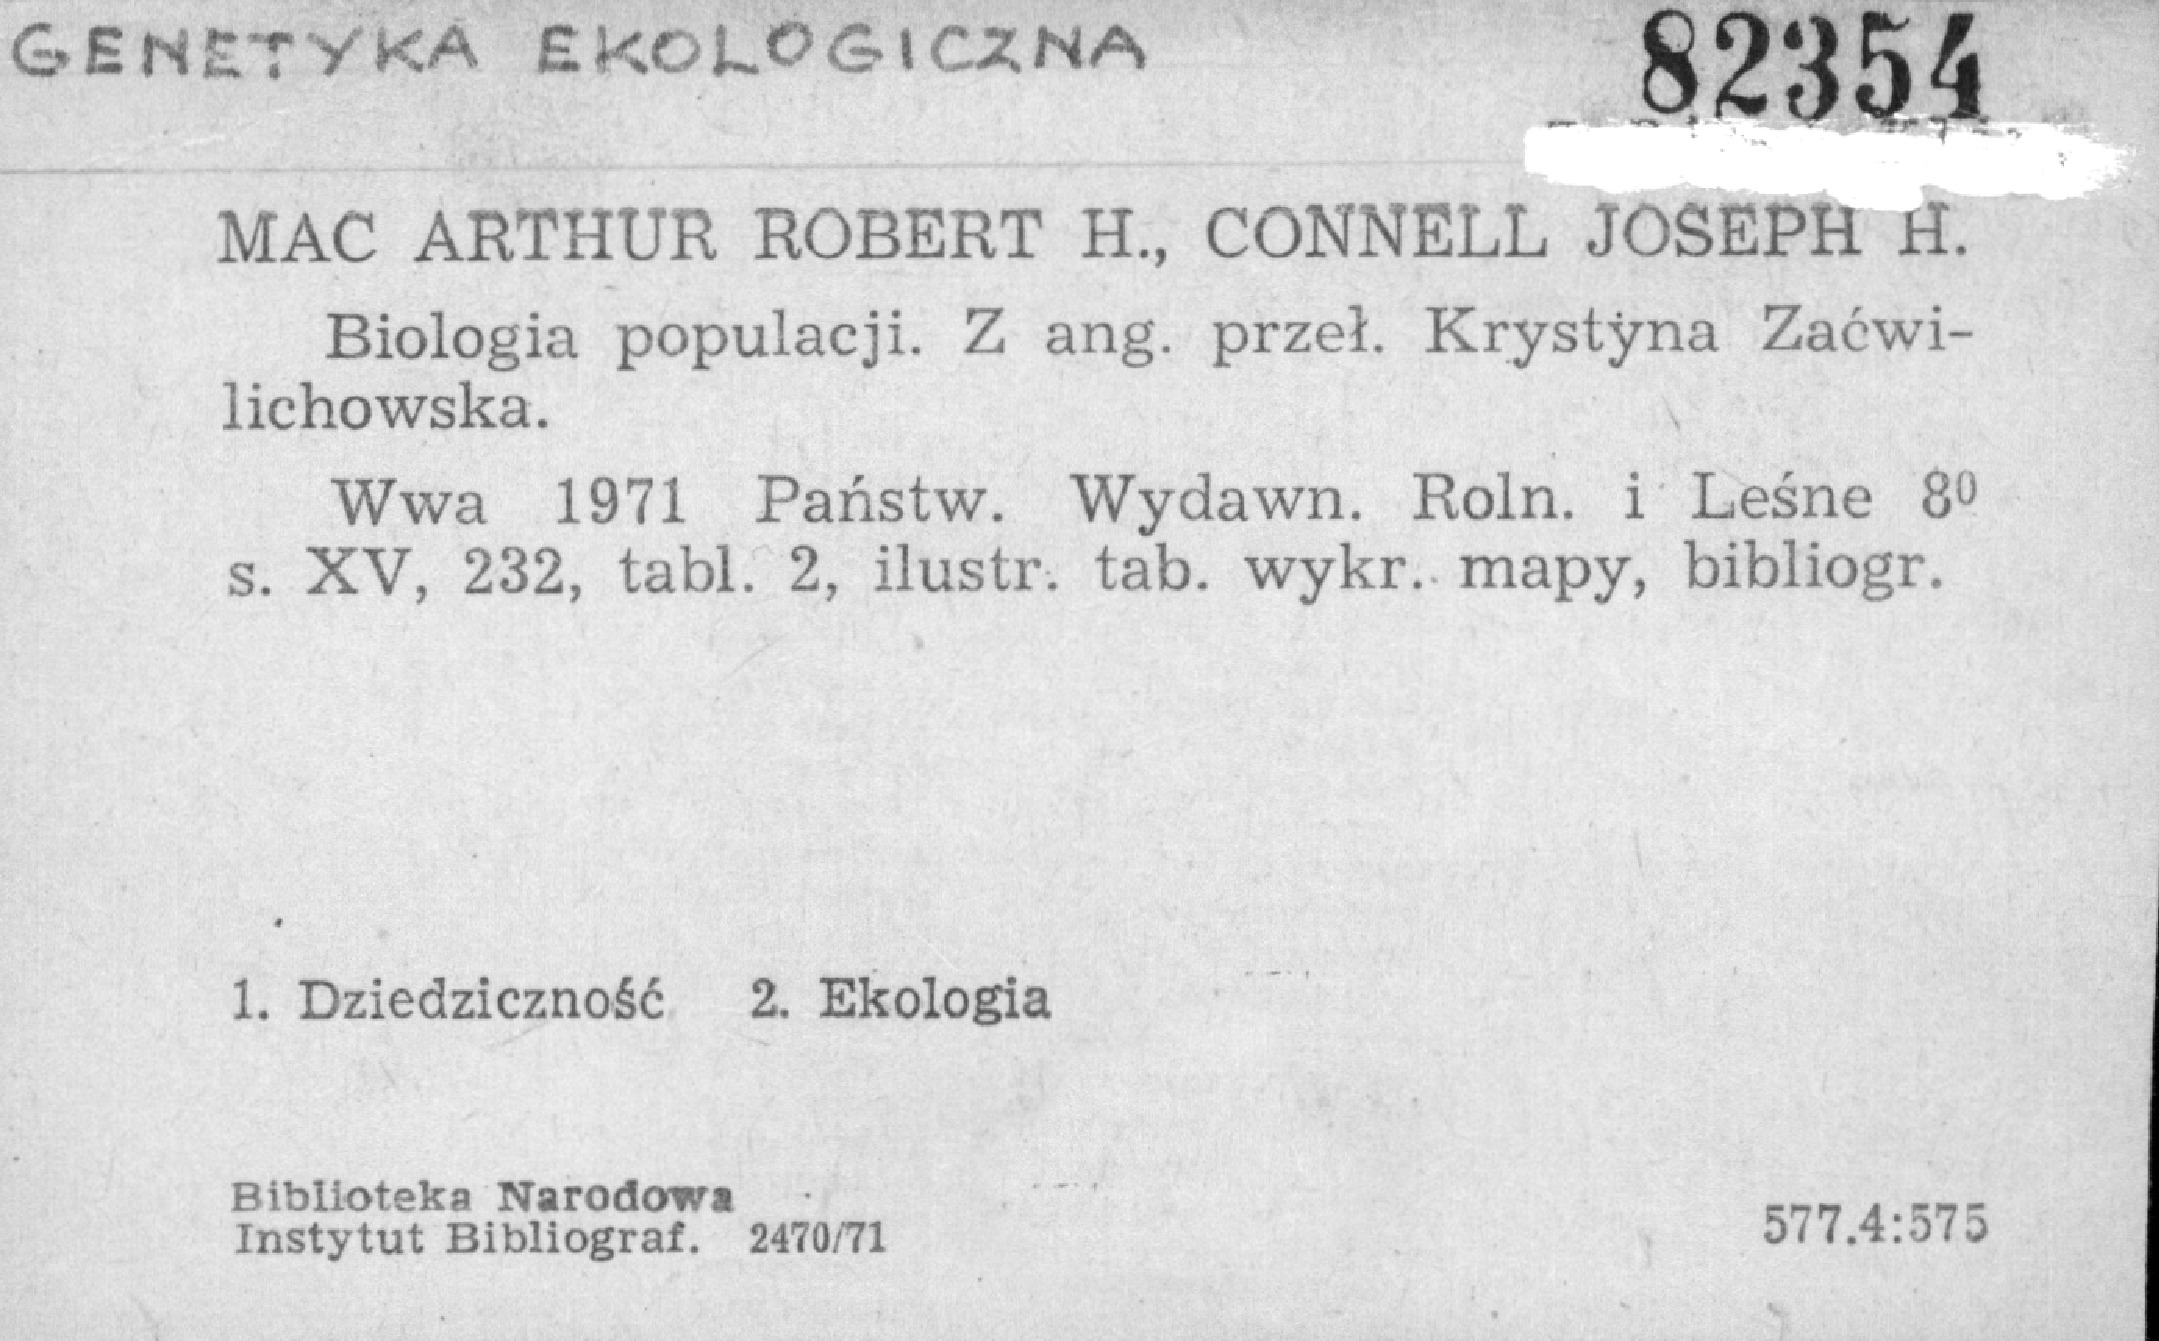 GENETYKA EKOLOGICZNA
82354
MAC ARTHUR ROBERT H., CONNELL JOSEPH H.
Biologia populacji. Z ang. przeł. Krystyna Zaćwi-
lichowska.
Wwa 1971 Państw. Wydawn. Roln. i Leśne 8⁰
s. XV, 232, tabl. 2, ilustr. tab. wykr. mapy, bibliogr.
1. Dziedziczność 2. Ekologia
Biblioteka Narodowa
Instytut Bibliograf. 2470/71
577.4:575